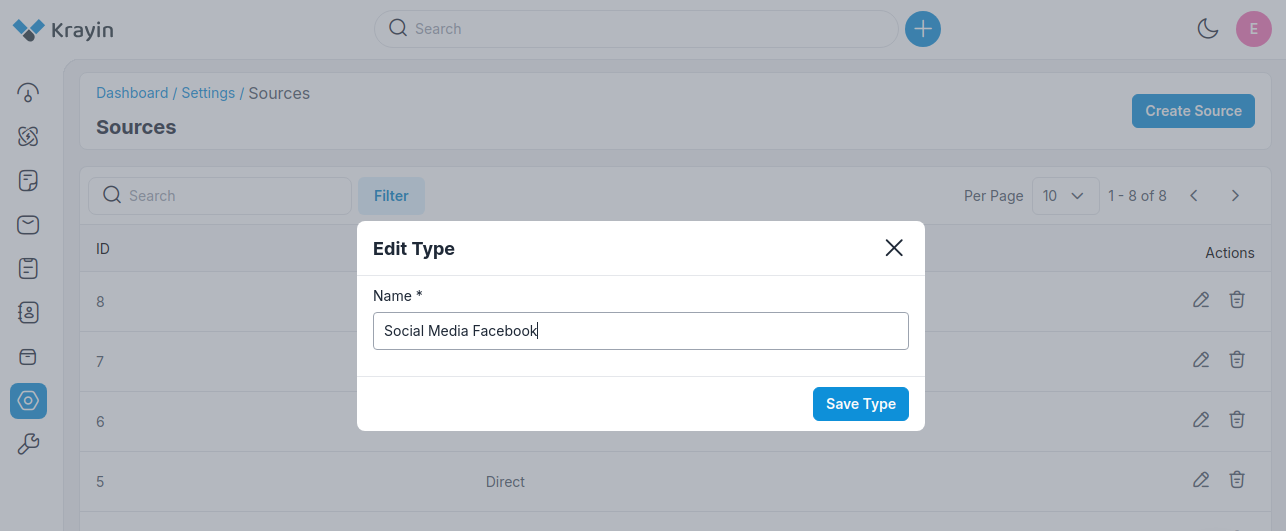 Krayin
Search
E
Dashboard / Settings / Sources
Sources
Create Source
Search
Filter
Per Page
10
1 - 8 of 8
ID
Actions
8
7
6
5
Direct
Edit Type
Name *
Social Media Facebook
Save Type